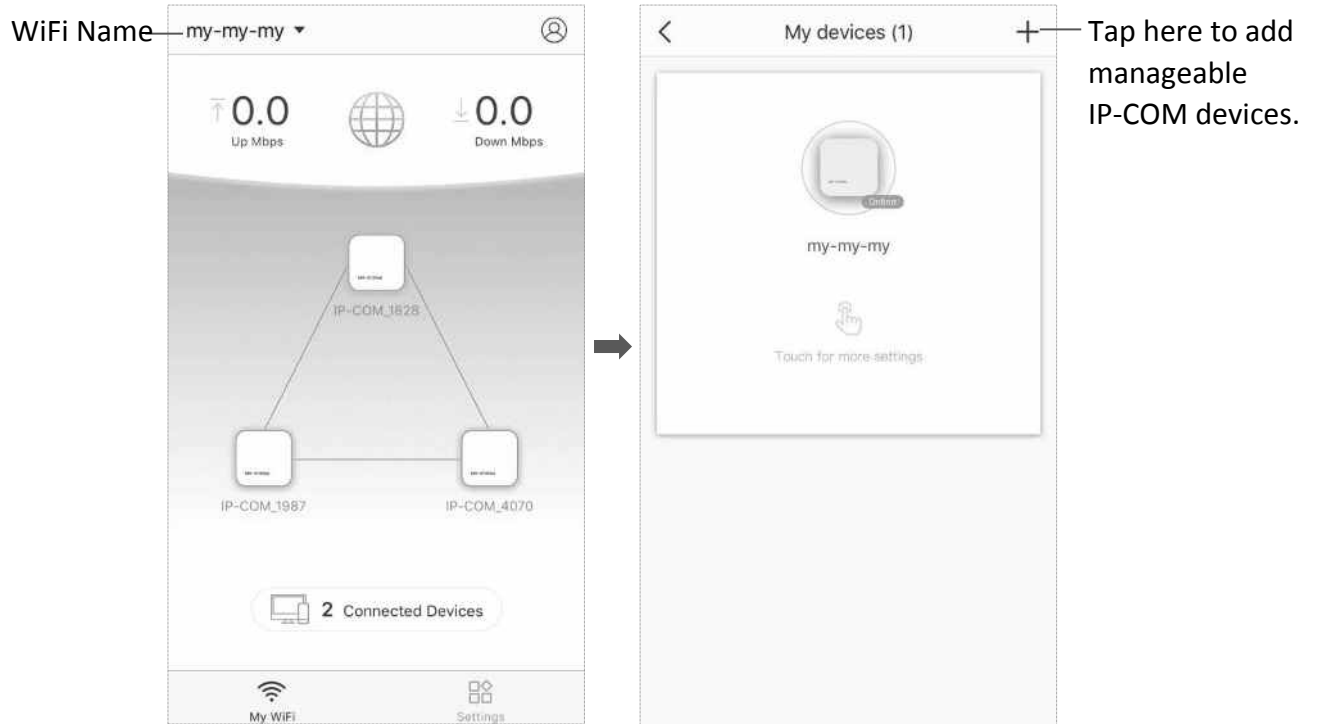 WiFi Name
my-my-my
0.0
Up Mbps
0.0
Down Mbps
IP-COM_1828
IP-COM_1987
IP-COM_4070
2 Connected Devices
My WiFi
Settings
My devices (1)
my-my-my
Touch for more settings
Tap here to add
manageable
IP-COM devices.